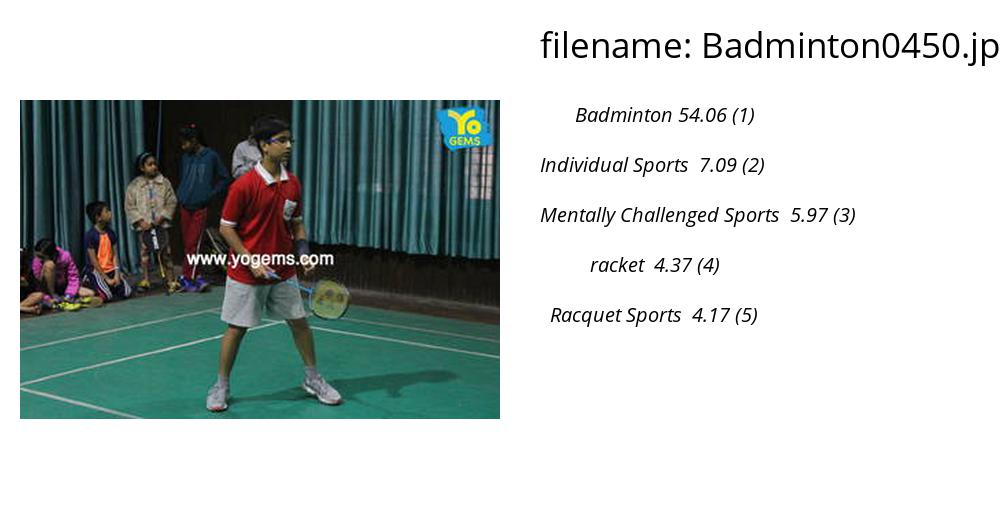 filename: Badminton0450.jp
Badminton 54.06 (1)
Individual Sports 7.09 (2)
Mentally Challenged Sports 5.97 (3)
racket 4.37 (4)
Racquet Sports 4.17 (5)
Yo
GEMS
www.yogems.com